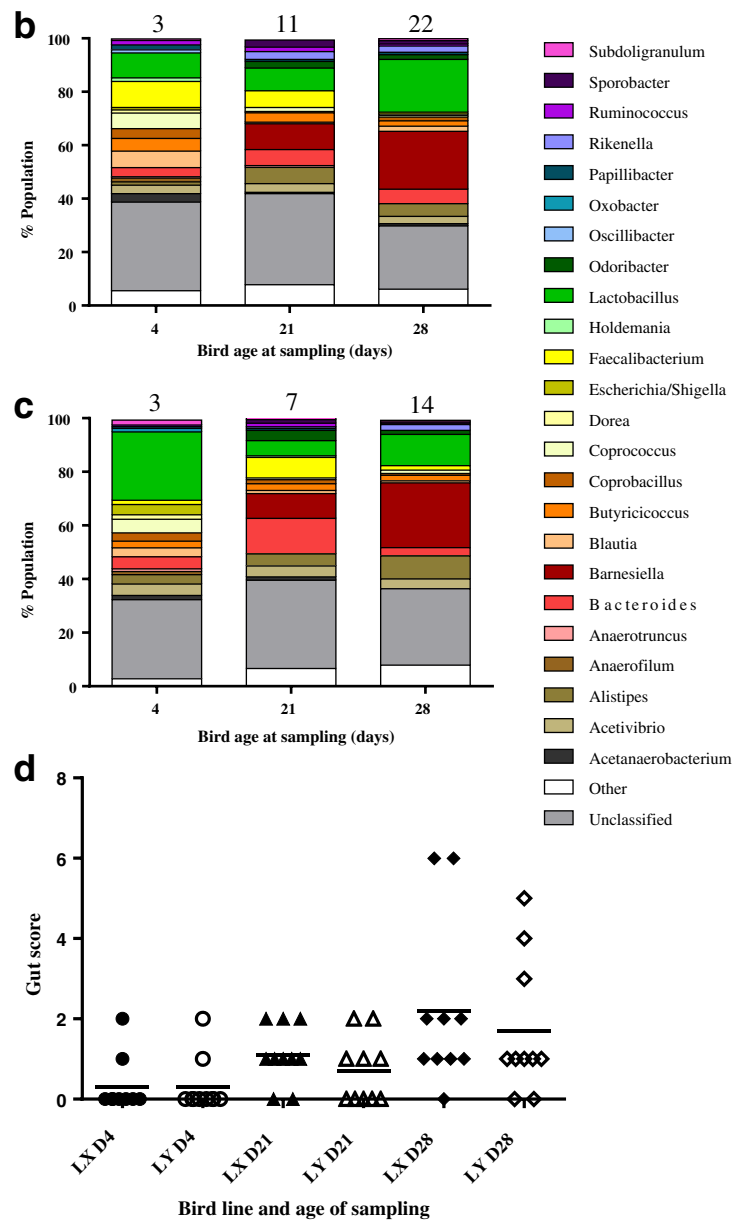 b
3 11 22
100
80
60
40
20
0
% Population
4 21 28
Bird age at sampling (days)
c
3 7 14
100
80
60
40
20
0
% Population
4 21 28
Bird age at sampling (days)
Subdoligranulum
Sporobacter
Ruminococcus
Rikenella
Papillibacter
Oxobacter
Oscillibacter
Odoribacter
Lactobacillus
Holdemania
Faecalibacterium
Escherichia/Shigella
Dorea
Coprococcus
Coprobacillus
Butyricicoccus
Blautia
Barnesiella
Bacteroides
Anaerotruncus
Anaerofilum
Alistipes
Acetivibrio
Acetanaerobacterium
Other
Unclassified
d
8
6
4
2
0
Gut score
LX D4 LY D4 LX D21 LY D21 LX D28 LY D28
Bird line and age of sampling